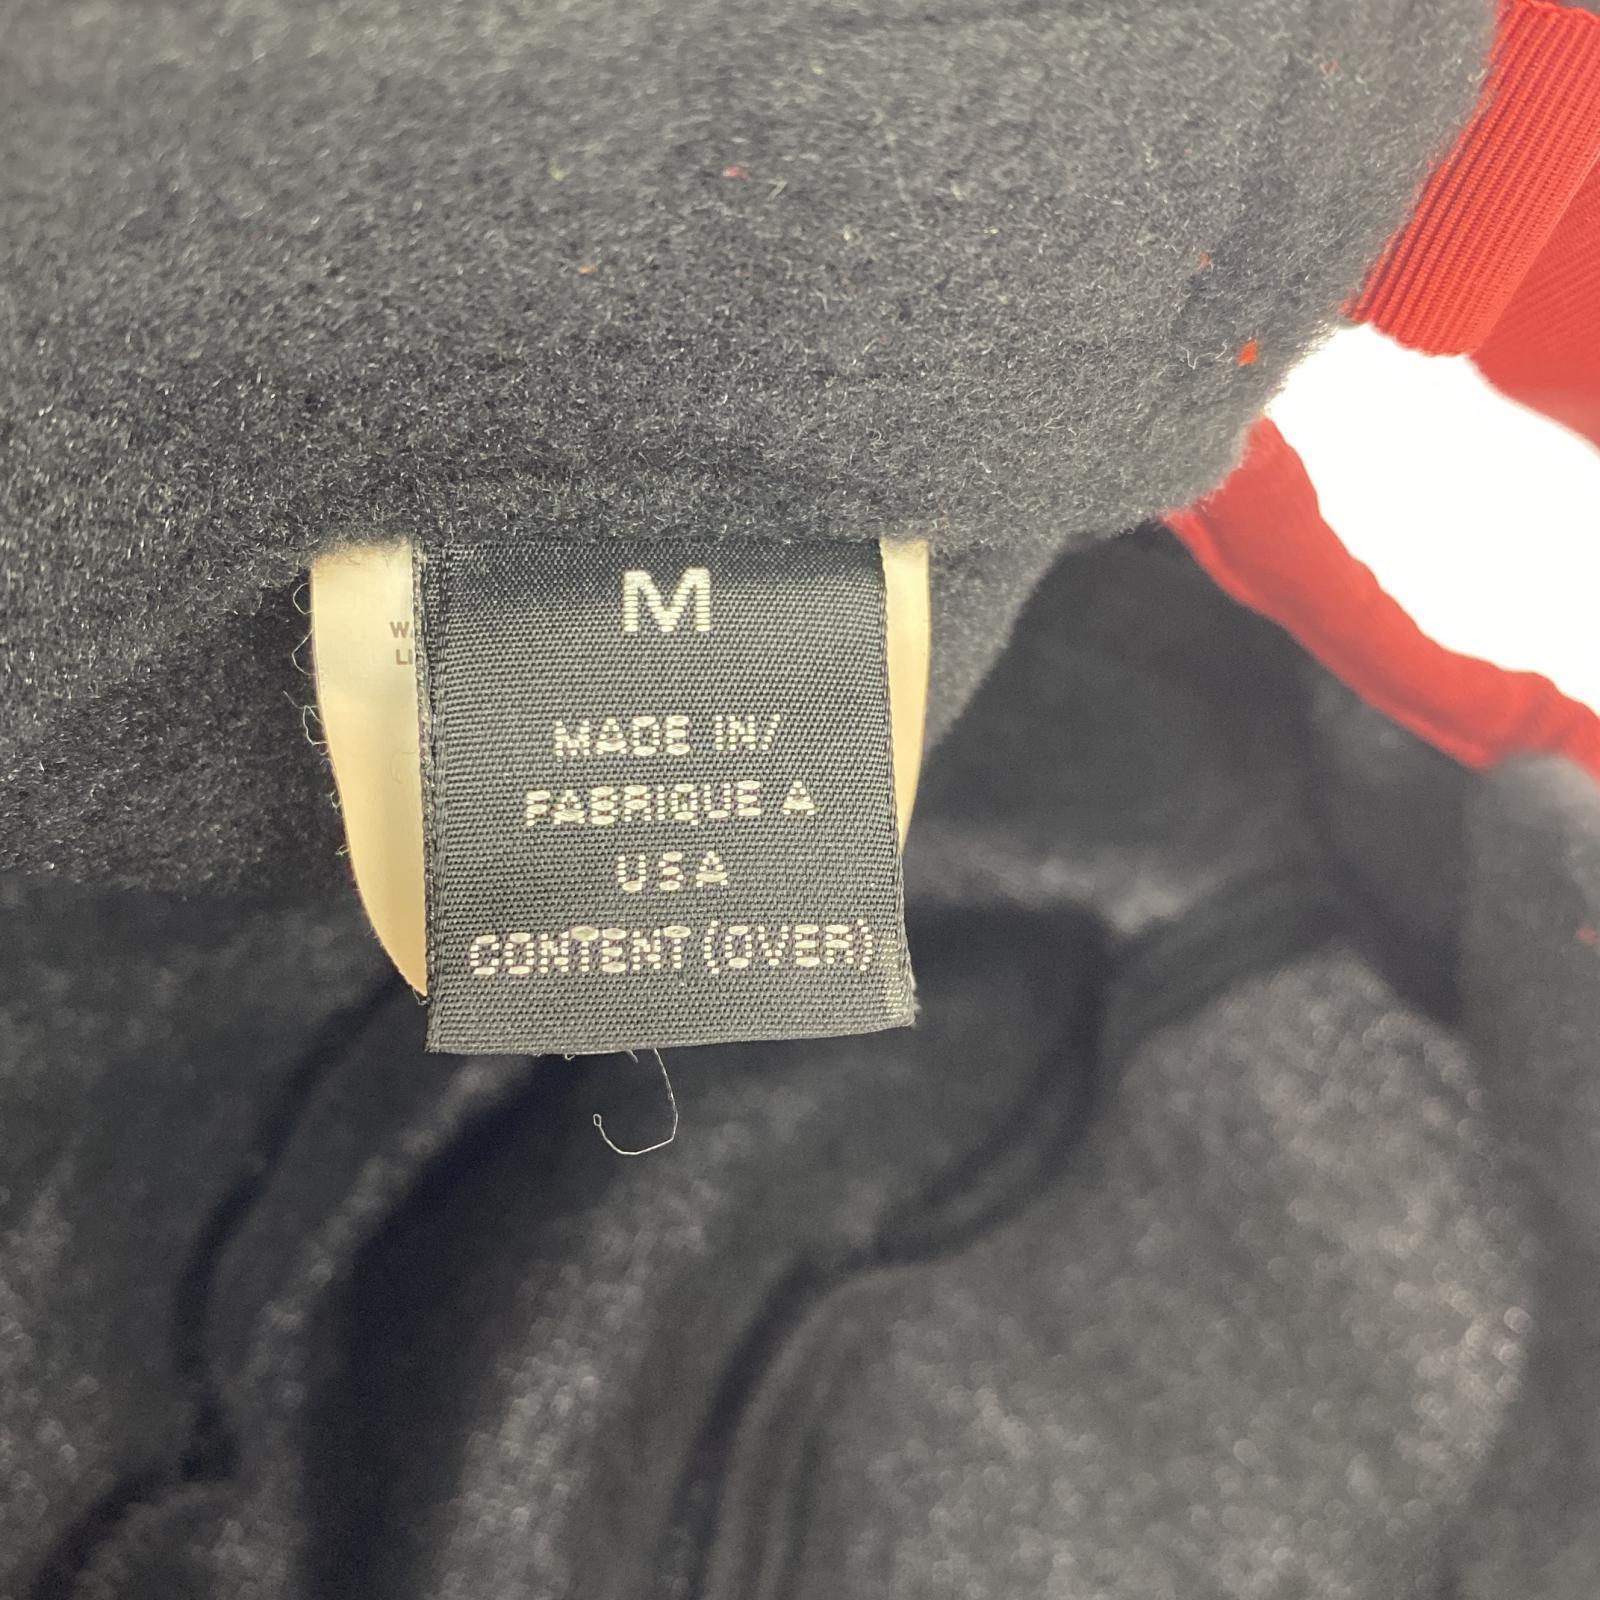 M
MADE IN/
FABRIQUE A
USA
CONTENT (OVER)